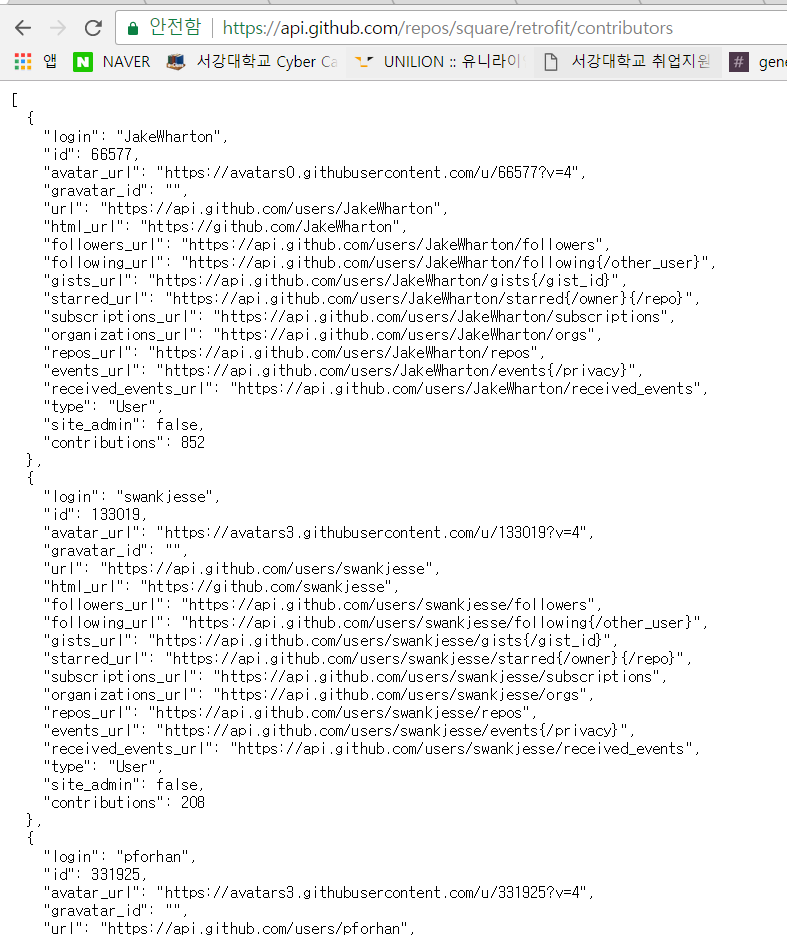 안전함 | https://api.github.com/repos/square/retrofit/contributors
앱 N NAVER 서강대학교 Cyber Ca UNILION :: 유니라이 서강대학교 취업지원 # gene
[
{
"login": "JakeWharton",
"id": 66577,
"avatar_url": "https://avatars0.githubusercontent.com/u/66577?v=4",
"gravatar_id": "",
"url": "https://api.github.com/users/JakeWharton",
"html_url": "https://github.com/JakeWharton",
"followers_url": "https://api.github.com/users/JakeWharton/followers",
"following_url": "https://api.github.com/users/JakeWharton/following{/other_user}",
"gists_url": "https://api.github.com/users/JakeWharton/gists{/gist_id}",
"starred_url": "https://api.github.com/users/JakeWharton/starred{/owner}{/repo}",
"subscriptions_url": "https://api.github.com/users/JakeWharton/subscriptions",
"organizations_url": "https://api.github.com/users/JakeWharton/orgs",
"repos_url": "https://api.github.com/users/JakeWharton/repos",
"events_url": "https://api.github.com/users/JakeWharton/events{/privacy}",
"received_events_url": "https://api.github.com/users/JakeWharton/received_events",
"type": "User",
"site_admin": false,
"contributions": 852
},
{
"login": "swankjesse",
"id": 133019,
"avatar_url": "https://avatars3.githubusercontent.com/u/133019?v=4",
"gravatar_id": "",
"url": "https://api.github.com/users/swankjesse",
"html_url": "https://github.com/swankjesse",
"followers_url": "https://api.github.com/users/swankjesse/followers",
"following_url": "https://api.github.com/users/swankjesse/following{/other_user}",
"gists_url": "https://api.github.com/users/swankjesse/gists{/gist_id}",
"starred_url": "https://api.github.com/users/swankjesse/starred{/owner}{/repo}",
"subscriptions_url": "https://api.github.com/users/swankjesse/subscriptions",
"organizations_url": "https://api.github.com/users/swankjesse/orgs",
"repos_url": "https://api.github.com/users/swankjesse/repos",
"events_url": "https://api.github.com/users/swankjesse/events{/privacy}",
"received_events_url": "https://api.github.com/users/swankjesse/received_events",
"type": "User",
"site_admin": false,
"contributions": 208
},
{
"login": "pforhan",
"id": 331925,
"avatar_url": "https://avatars3.githubusercontent.com/u/331925?v=4",
"gravatar_id": "",
"url": "https://api.github.com/users/pforhan",